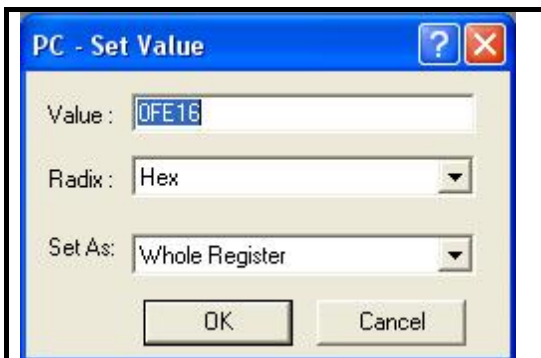 PC - Set Value
Value : 0FE16
Radix : Hex
Set As: Whole Register
OK Cancel